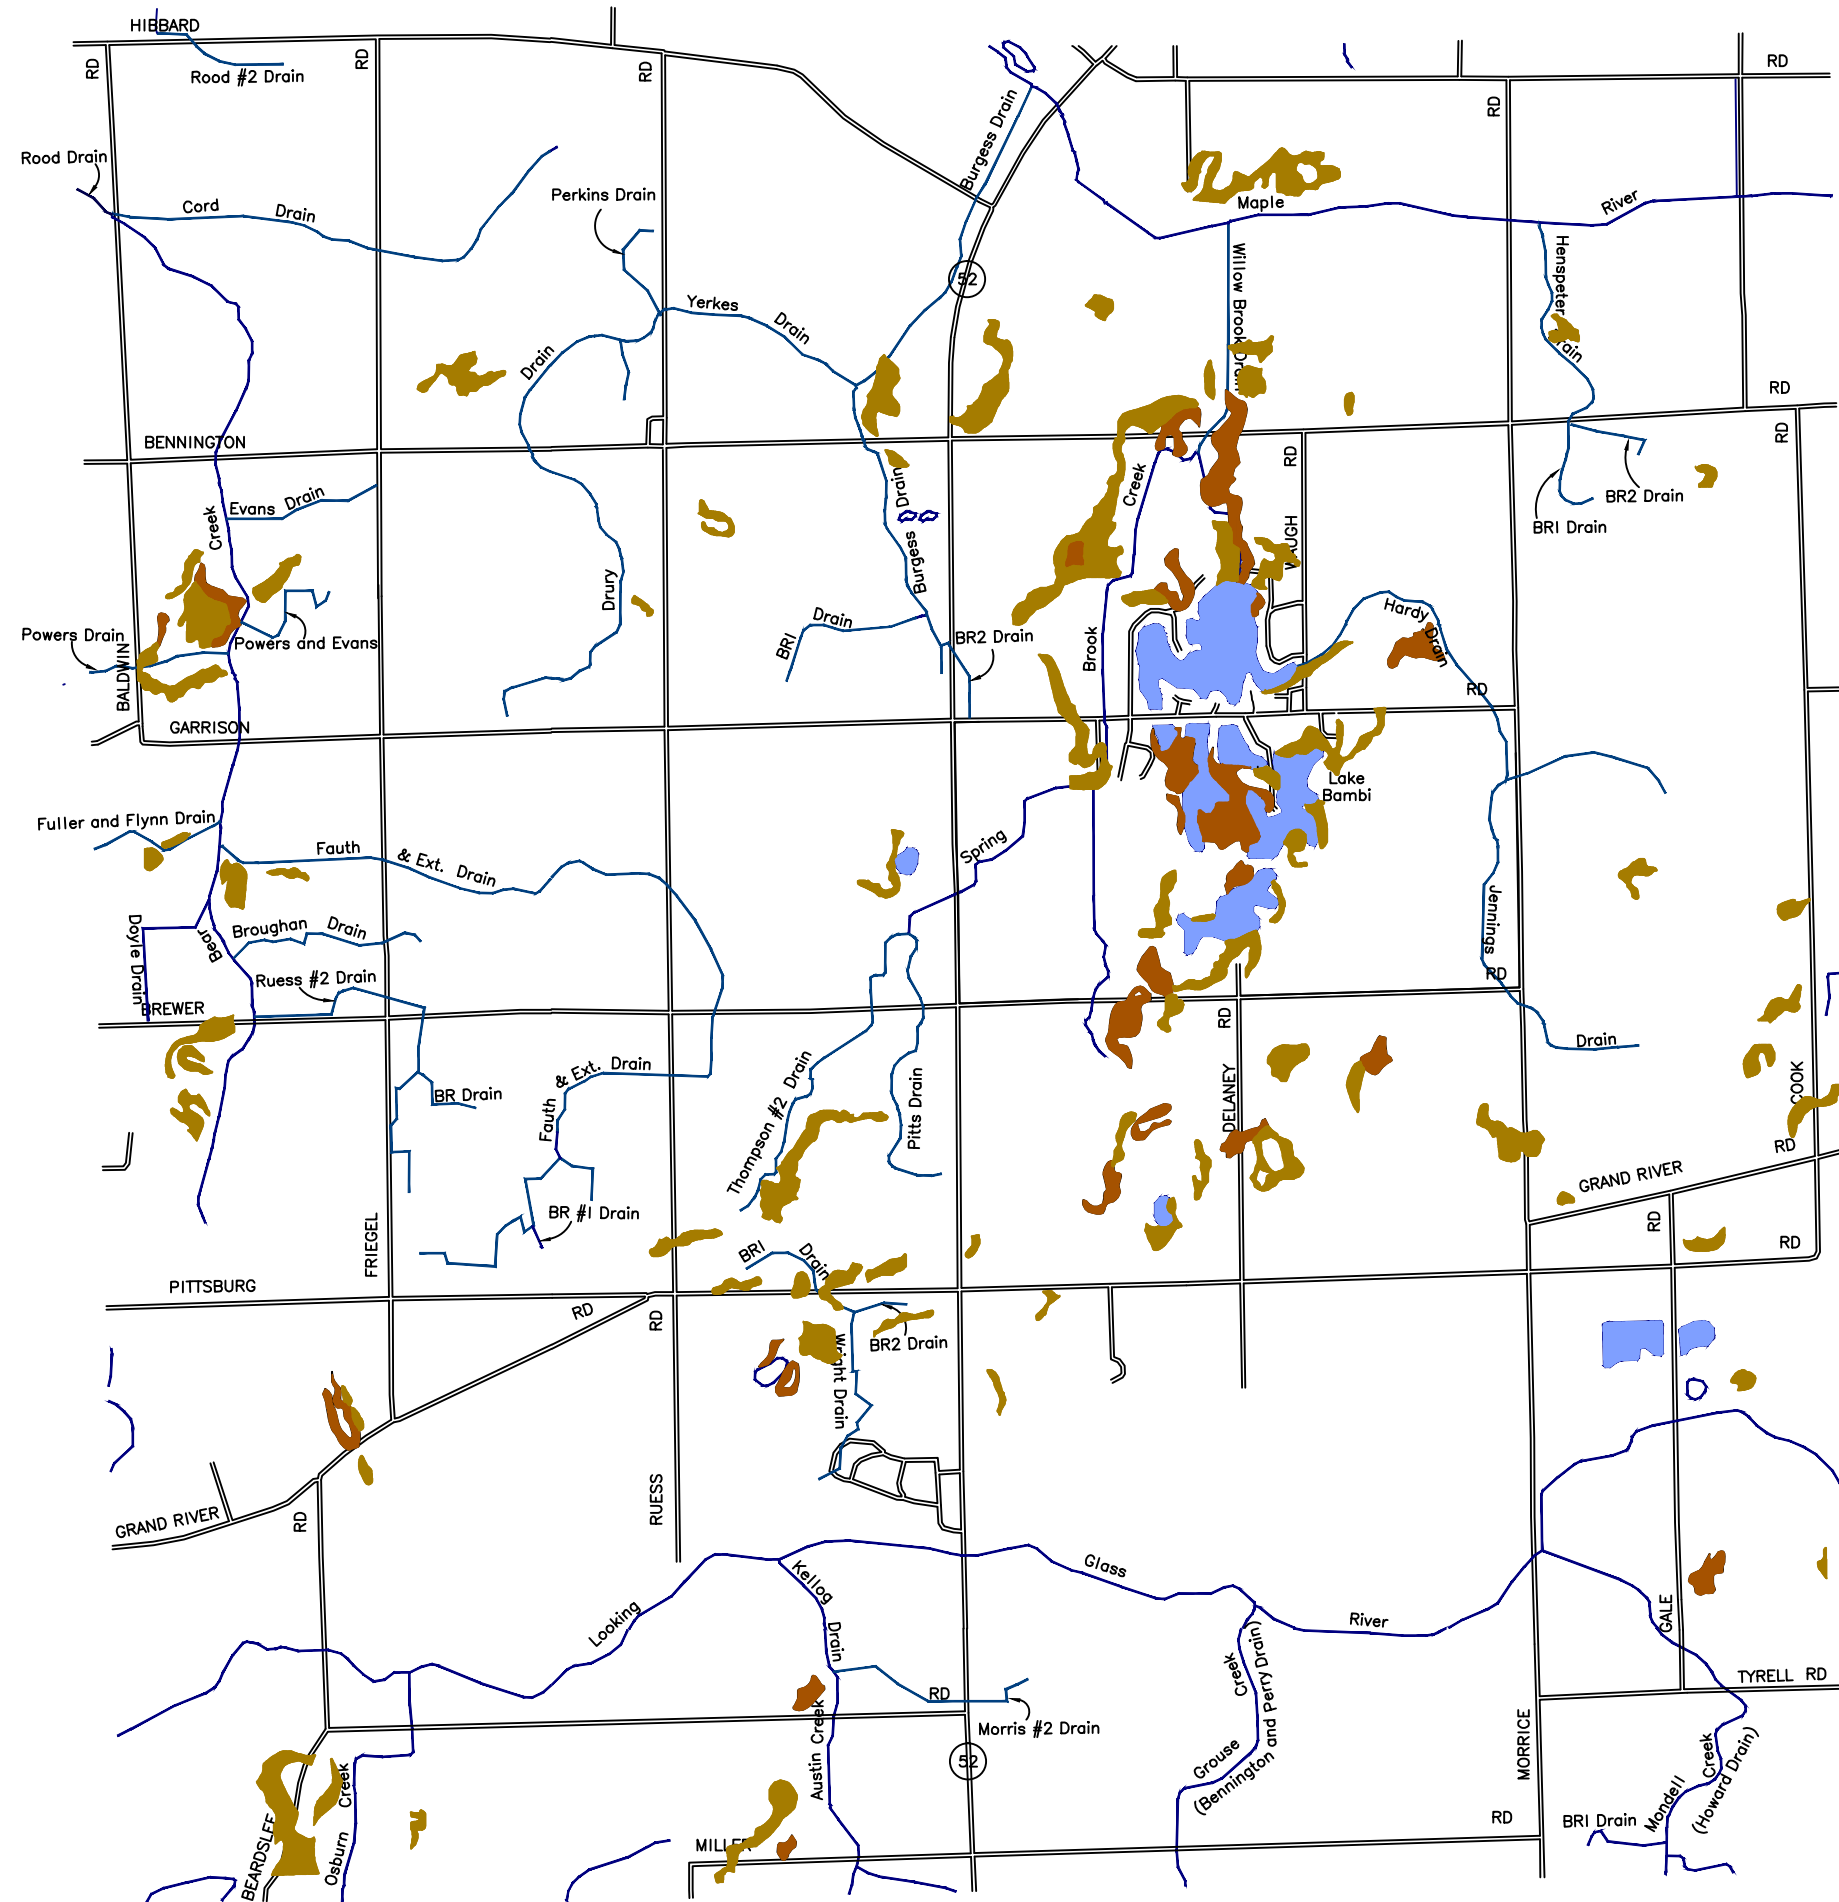 HIBBARD
RD
RD
RD
Rood #2 Drain
Burgess Drain
RD
RD
Rood Drain
Cord
Drain
Perkins Drain
Maple
River
Willow Brook Drain
Henspeter
52
Yerkes
Drain
Drain
RD
BENNINGTON
RD
RD
Evans Drain
Creek
Creek
Burgess Drain
BR2 Drain
BR1 Drain
Drury
Powers Drain
BALDWIN
Powers and Evans
BR1
Drain
BR2 Drain
Brook
Hardy Drain
RD
GARRISON
Lake
Bambi
Fuller and Flynn Drain
Fauth
& Ext. Drain
Spring
Jennings
Doyle Drain
Bear
Broughan
Drain
Ruess #2 Drain
BREWER
RD
RD
DELANEY
Drain
COOK
BR Drain
Fauth
& Ext. Drain
Thompson #2 Drain
Pitts Drain
RD
GRAND RIVER
BR #1 Drain
FRIEGEL
RD
RD
BR1
Drain
PITTSBURG
RD
RD
BR2 Drain
Wright Drain
RUESS
GRAND RIVER
RD
Kellog
Drain
Glass
River
Looking
GALE
Creek
Grouse
(Bennington and Perry Drain)
TYRELL RD
RD
Morris #2 Drain
Austin Creek
52
MORRICE
Creek
Mondell
(Howard Drain)
BR1 Drain
RD
Creek
Osburn